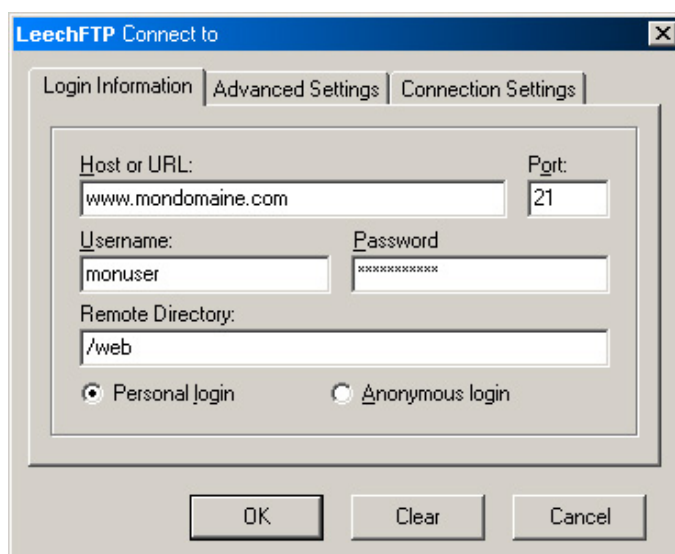 LeechFTP Connect to
Login Information Advanced Settings Connection Settings
Host or URL: Port:
www.mondomaine.com 21
Username: Password
monuser ***********
Remote Directory:
/web
Personal login Anonymous login
OK Clear Cancel